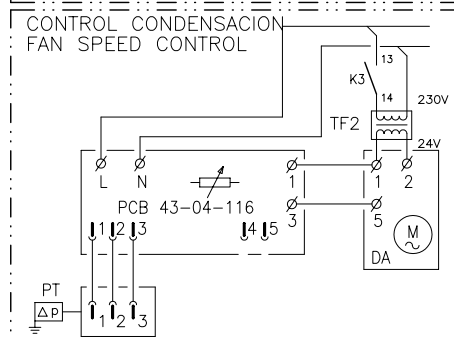 CONTROL CONDENSACION
FAN SPEED CONTROL
13
K3
14
230V
TF2
24V
L N
1
1 2
PCB 43-04-116
3
5
1 2 3
4 5
M
DA
PT
Δp
1 2 3